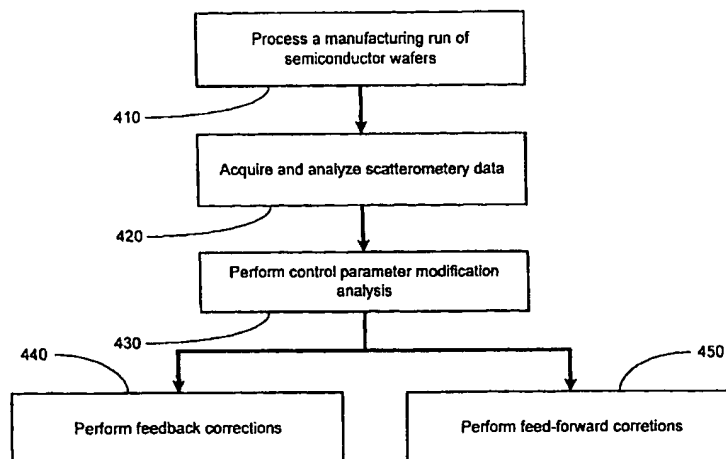 Process a manufacturing run of
semiconductor wafers
410
Acquire and analyze scatterometery data
420
Perform control parameter modification
analysis
430
440
450
Perform feedback corrections
Perform feed-forward corretions